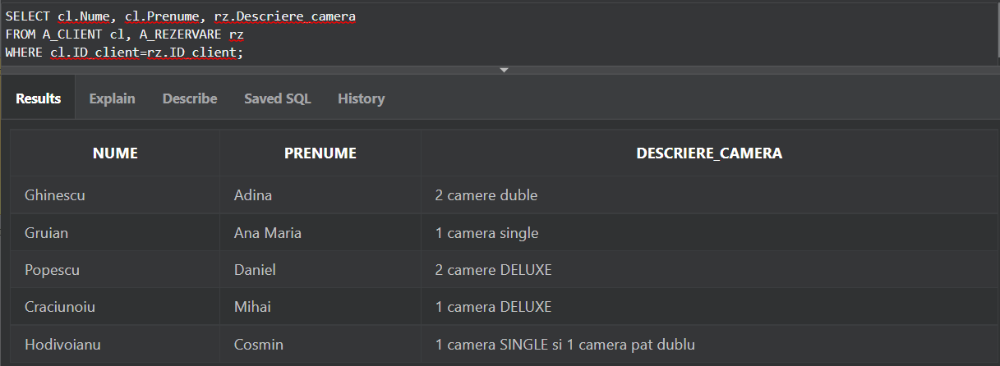 SELECT cl.Nume, cl.Prenume, rz.Descriere_camera
FROM A_CLIENT cl, A_REZERVARE rz
WHERE cl.ID_client=rz.ID_client;
Results Explain Describe Saved SQL History
NUME PRENUME DESCRIERE_CAMERA
Ghinescu Adina 2 camere duble
Gruian Ana Maria 1 camera single
Popescu Daniel 2 camere DELUXE
Craciunoiu Mihai 1 camera DELUXE
Hodivoianu Cosmin 1 camera SINGLE si 1 camera pat dublu